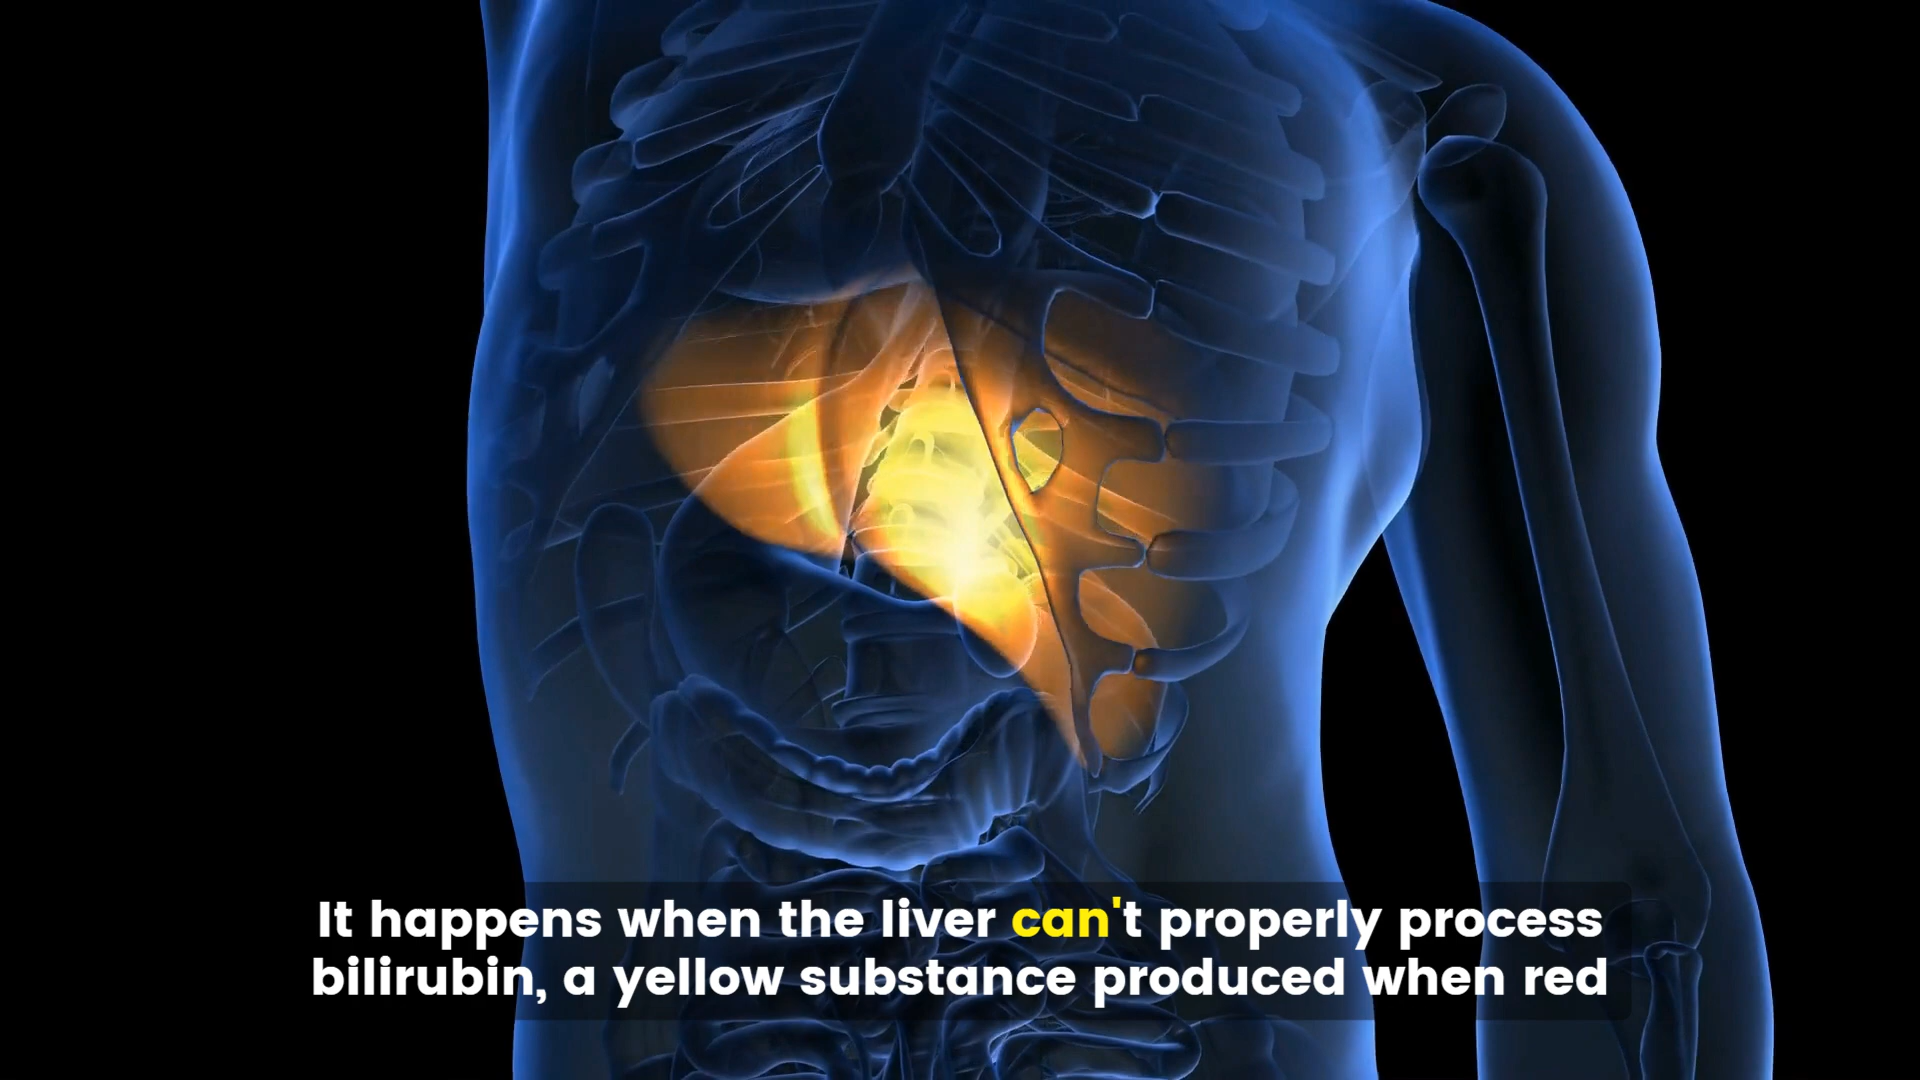 It happens when the liver can't properly process
bilirubin, a yellow substance produced when red